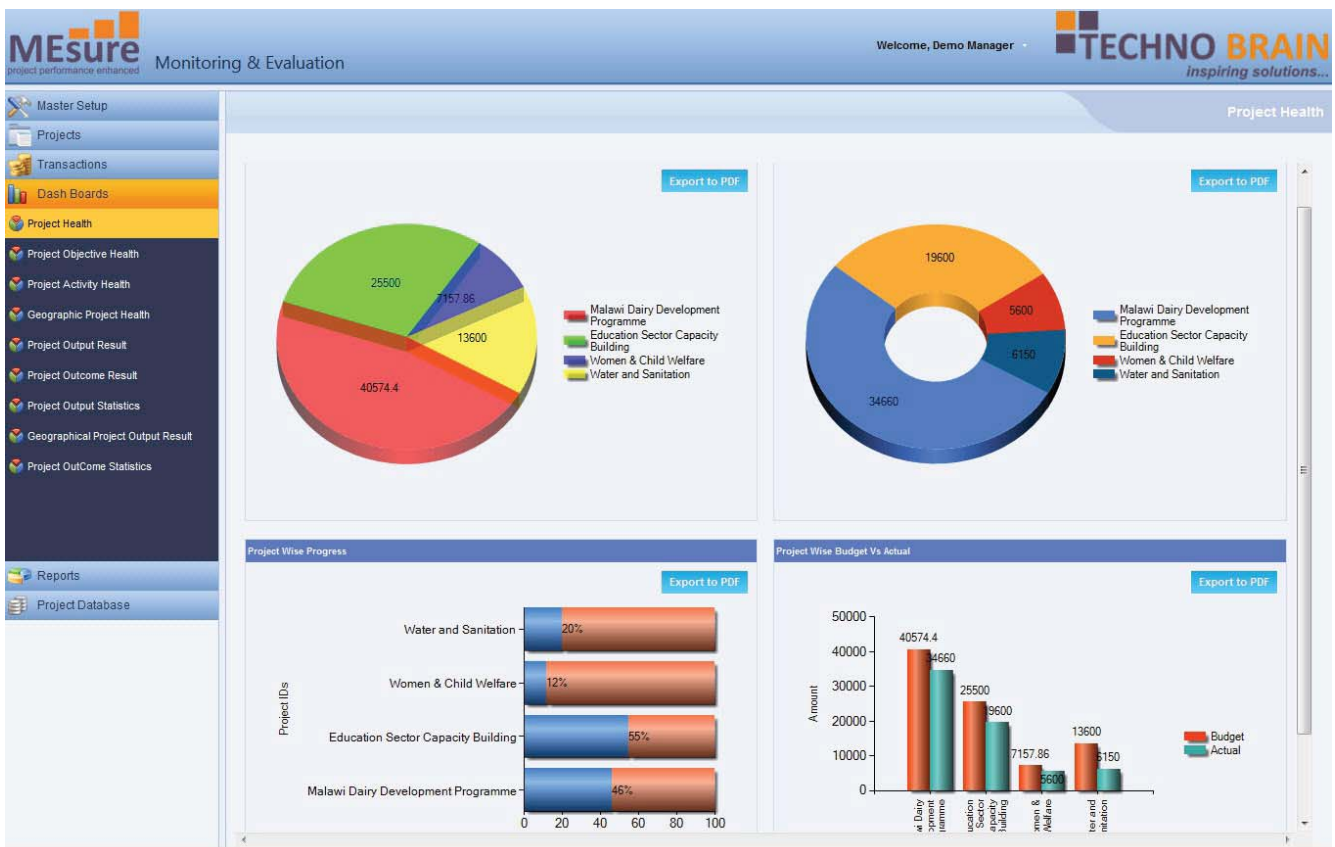 MEsure
project performance enhanced
Monitoring & Evaluation
Welcome, Demo Manager
TECHNO BRAIN
inspiring solutions...
Master Setup
Projects
Transactions
Dash Boards
Project Health
Project Objective Health
Project Activity Health
Geographic Project Health
Project Output Result
Project Outcome Result
Project Output Statistics
Geographical Project Output Result
Project OutCome Statistics
Reports
Project Database
Project Health
Export to PDF
25500
7157.86
13600
40574.4
Malawi Dairy Development
Programme
Education Sector Capacity
Building
Women & Child Welfare
Water and Sanitation
Export to PDF
19600
5600
6150
34660
Malawi Dairy Development
Programme
Education Sector Capacity
Building
Women & Child Welfare
Water and Sanitation
Project Wise Progress
Export to PDF
Project IDs
Water and Sanitation
20%
Women & Child Welfare
12%
Education Sector Capacity Building
55%
Malawi Dairy Development Programme
46%
0 20 40 60 80 100
Project Wise Budget Vs Actual
Export to PDF
Amount
50000
40000
30000
20000
10000
0
40574.4
34660
25500
19600
7157.86
5600
13600
6150
Budget
Actual
Dairy
Sector
Welfare